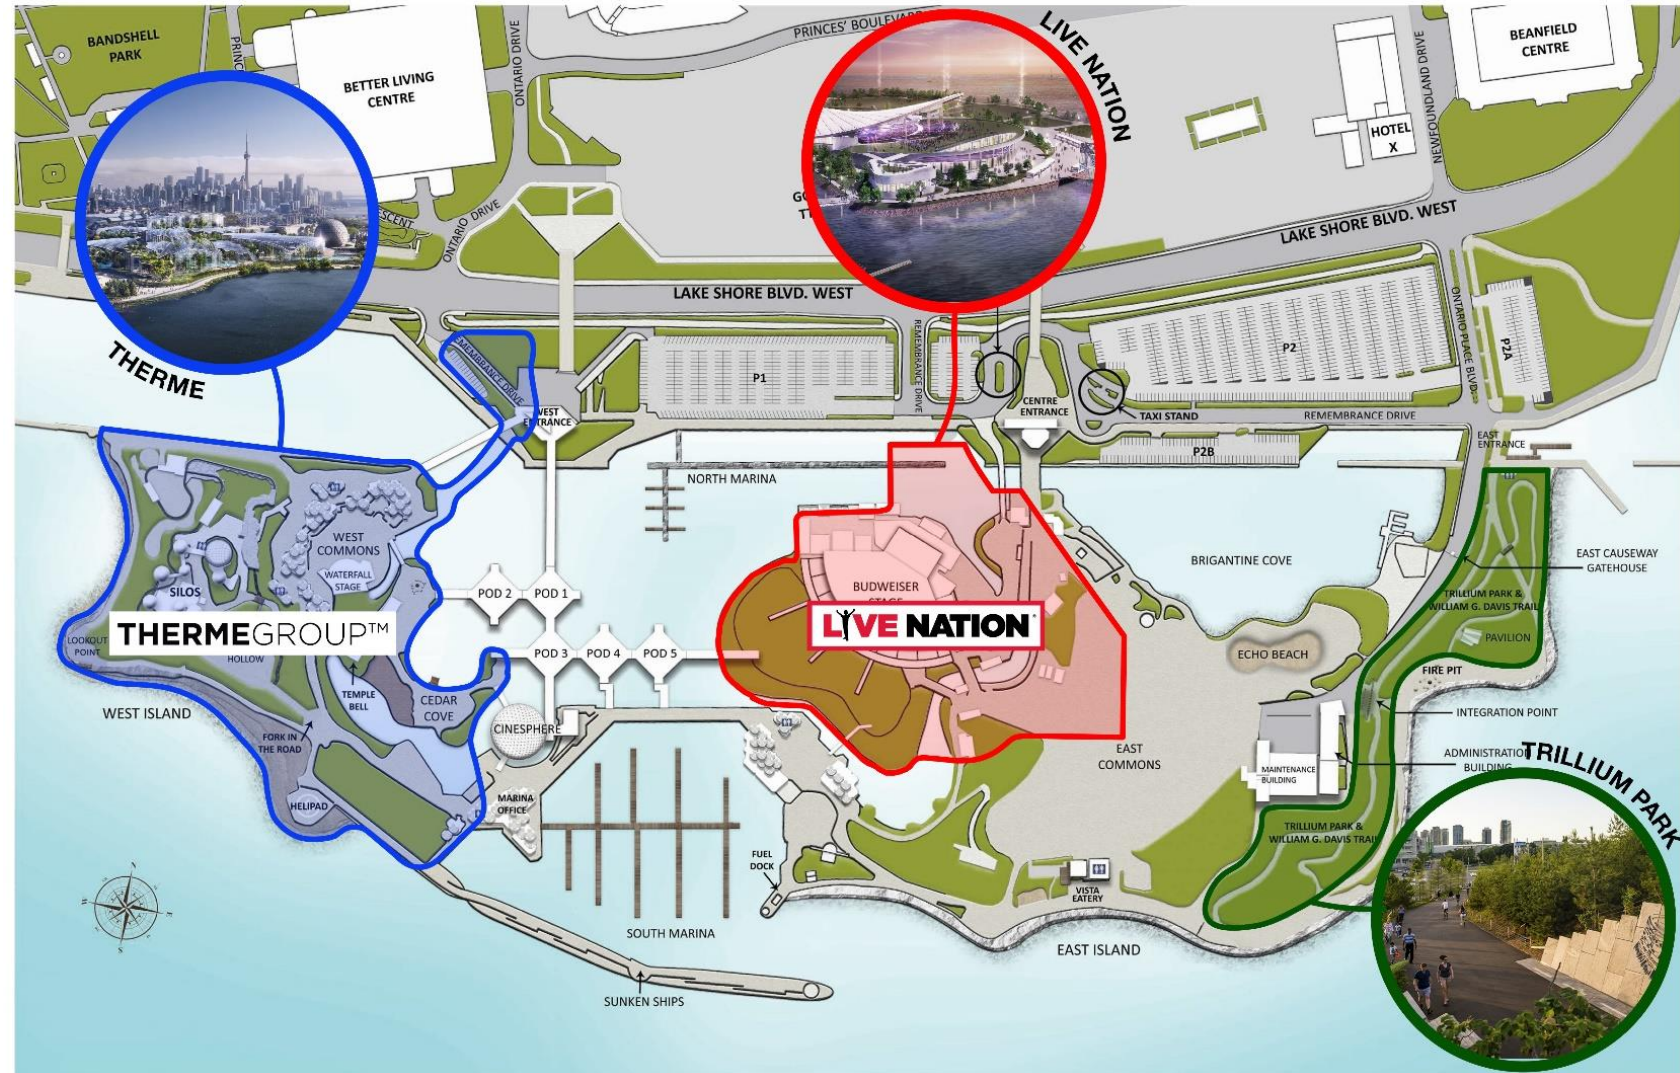 BANDSHELL
PARK
PRINC
BETTER LIVING
CENTRE
ONTARIO DRIVE
PRINCES' BOULEVARD
LIVE NATION
NEWFOUNDLAND DRIVE
BEANFIELD
CENTRE
HOTEL
X
GO
TT
ESCENT
ONTARIO DRIVE
LAKE SHORE BLVD. WEST
LAKE SHORE BLVD. WEST
THERME
REMEMBRANCE DRIVE
REMEMBRANCE DRIVE
ONTARIO PLACE BLVD.
P1
P2
P2A
WEST
ENTRANCE
CENTRE
ENTRANCE
TAXI STAND
REMEMBRANCE DRIVE
EAST
ENTRANCE
P2B
NORTH MARINA
WEST
COMMONS
WATERFALL
STAGE
SILOS
POD 2
POD 1
BUDWEISER
STAGE
BRIGANTINE COVE
EAST CAUSEWAY
GATEHOUSE
TRILLIUM PARK &
WILLIAM G. DAVIS TRAIL
THERMEGROUP™
LIVE NATION
LOOKOUT
POINT
HOLLOW
POD 3
POD 4
POD 5
ECHO BEACH
PAVILION
FIRE PIT
TEMPLE
BELL
CEDAR
COVE
WEST ISLAND
FORK IN
THE ROAD
CINESPHERE
INTEGRATION POINT
EAST
COMMONS
MAINTENANCE
BUILDING
ADMINISTRATION
BUILDING
TRILLIUM PARK
HELIPAD
MARINA
OFFICE
TRILLIUM PARK &
WILLIAM G. DAVIS TRAIL
FUEL
DOCK
VISTA
EATERY
SOUTH MARINA
EAST ISLAND
SUNKEN SHIPS